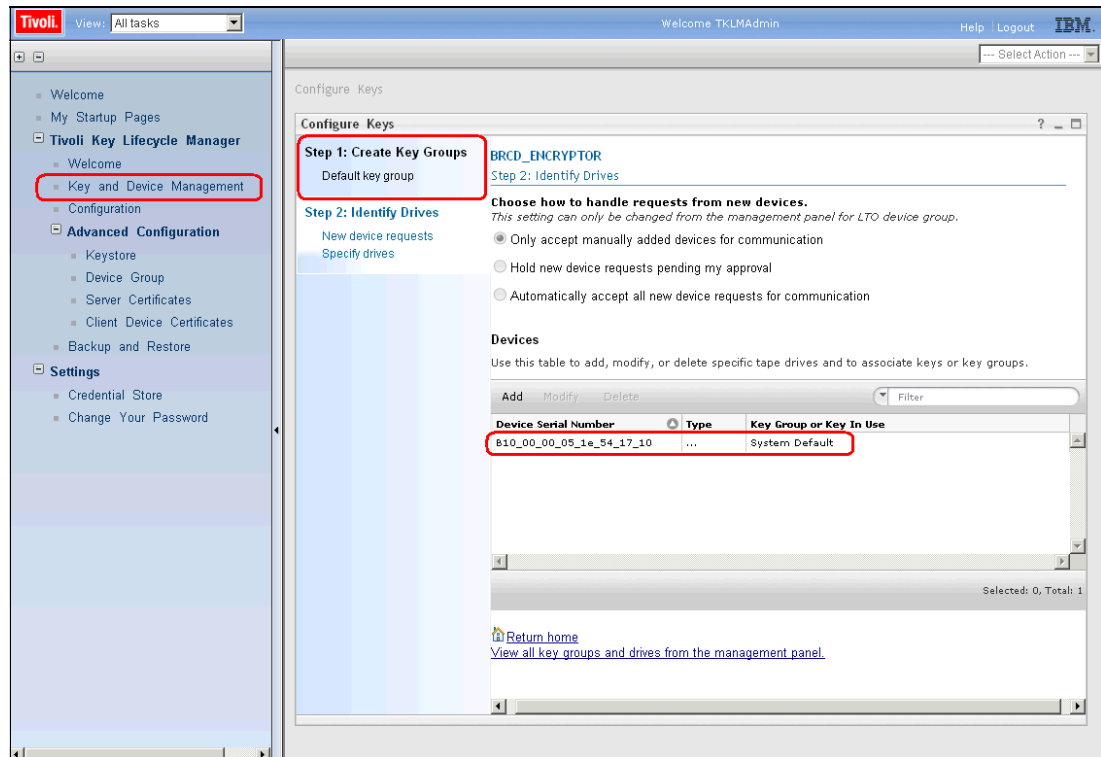 Tivoli. View: All tasks Welcome TKLMAdmin Help Logout IBM.
--- Select Action ---
Welcome
My Startup Pages
Tivoli Key Lifecycle Manager
Welcome
Key and Device Management
Configuration
Advanced Configuration
Keystore
Device Group
Server Certificates
Client Device Certificates
Backup and Restore
Settings
Credential Store
Change Your Password
Configure Keys
Configure Keys ? _
Step 1: Create Key Groups
Default key group
Step 2: Identify Drives
New device requests
Specify drives
BRCD_ENCRYPTOR
Step 2: Identify Drives
Choose how to handle requests from new devices.
This setting can only be changed from the management panel for LTO device group.
Only accept manually added devices for communication
Hold new device requests pending my approval
Automatically accept all new device requests for communication
Devices
Use this table to add, modify, or delete specific tape drives and to associate keys or key groups.
Add Modify Delete Filter
Device Serial Number Type Key Group or Key In Use
B10_00_00_05_1e_54_17_10 ... System Default
Selected: 0, Total: 1
Return home
View all key groups and drives from the management panel.